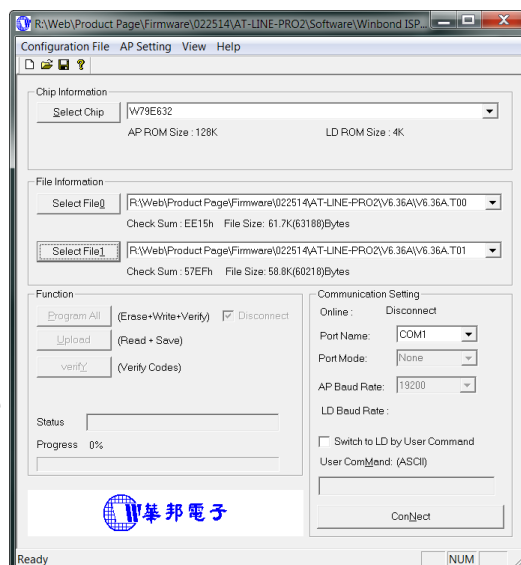 R:\Web\Product Page\Firmware\022514\AT-LINE-PRO2\Software\Winbond ISP...
Configuration File AP Setting View Help
Chip Information
Select Chip W79E632
AP ROM Size : 128K LD ROM Size : 4K
File Information
Select File0 R:\Web\Product Page\Firmware\022514\AT-LINE-PRO2\V6.36A\V6.36A.T00
Check Sum : EE15h File Size: 61.7K(63188)Bytes
Select File1 R:\Web\Product Page\Firmware\022514\AT-LINE-PRO2\V6.36A\V6.36A.T01
Check Sum : 57EFh File Size: 58.8K(60218)Bytes
Function Communication Setting
Online : Disconnect
Program All (Erase+Write+Verify) Disconnect
Port Name: COM1
Upload (Read + Save)
Port Mode: None
verifY (Verify Codes)
AP Baud Rate: 19200
LD Baud Rate :
Status
Switch to LD by User Command
Progress 0%
User ComMand: (ASCII)
華邦電子
ConNect
Ready NUM